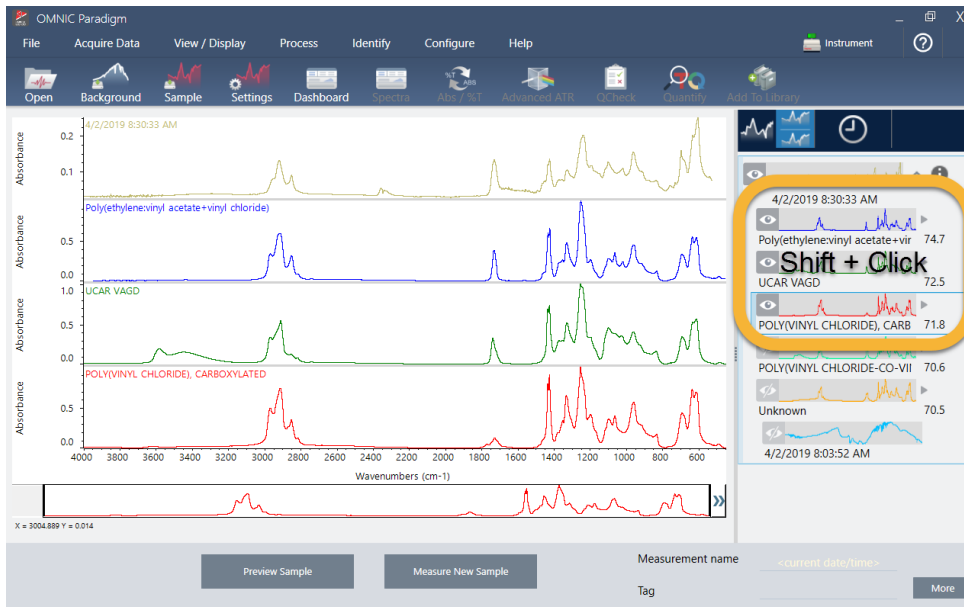 OMNIC Paradigm
File Acquire Data View / Display Process Identify Configure Help Instrument
Open Background Sample Settings Dashboard Spectra Abs / %T Advanced ATR QCheck Quantify Add To Library
%T ABS
4/2/2019 8:30:33 AM
Absorbance
0.2
0.1
Poly(ethylene:vinyl acetate+vinyl chloride)
Absorbance
0.5
0.0
UCAR VAGD
Absorbance
1.0
0.5
0.0
POLY(VINYL CHLORIDE), CARBOXYLATED
Absorbance
0.5
0.0
4000 3800 3600 3400 3200 3000 2800 2600 2400 2200 2000 1800 1600 1400 1200 1000 800 600
Wavenumbers (cm-1)
X = 3004.889 Y = 0.014
4/2/2019 8:30:33 AM
Poly(ethylene:vinyl acetate+vir 74.7
Shift + Click
UCAR VAGD 72.5
POLY(VINYL CHLORIDE), CARB 71.8
POLY(VINYL CHLORIDE-CO-VII 70.6
Unknown 70.5
4/2/2019 8:03:52 AM
Preview Sample Measure New Sample
Measurement name <current date/time>
Tag
More